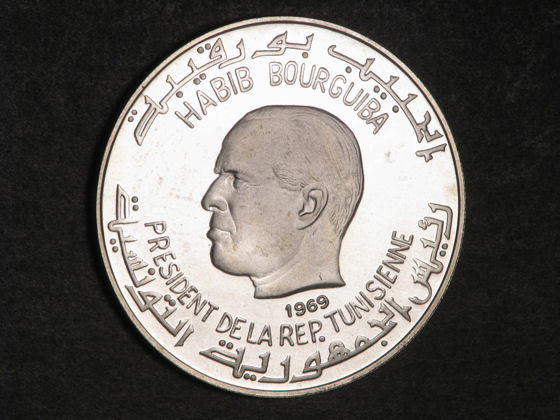 الحبيب بورقيبة
HABIB BOURGUIBA
1969
PRESIDENT DE LA REP. TUNISIENNE
رئيس الجمهورية التونسية